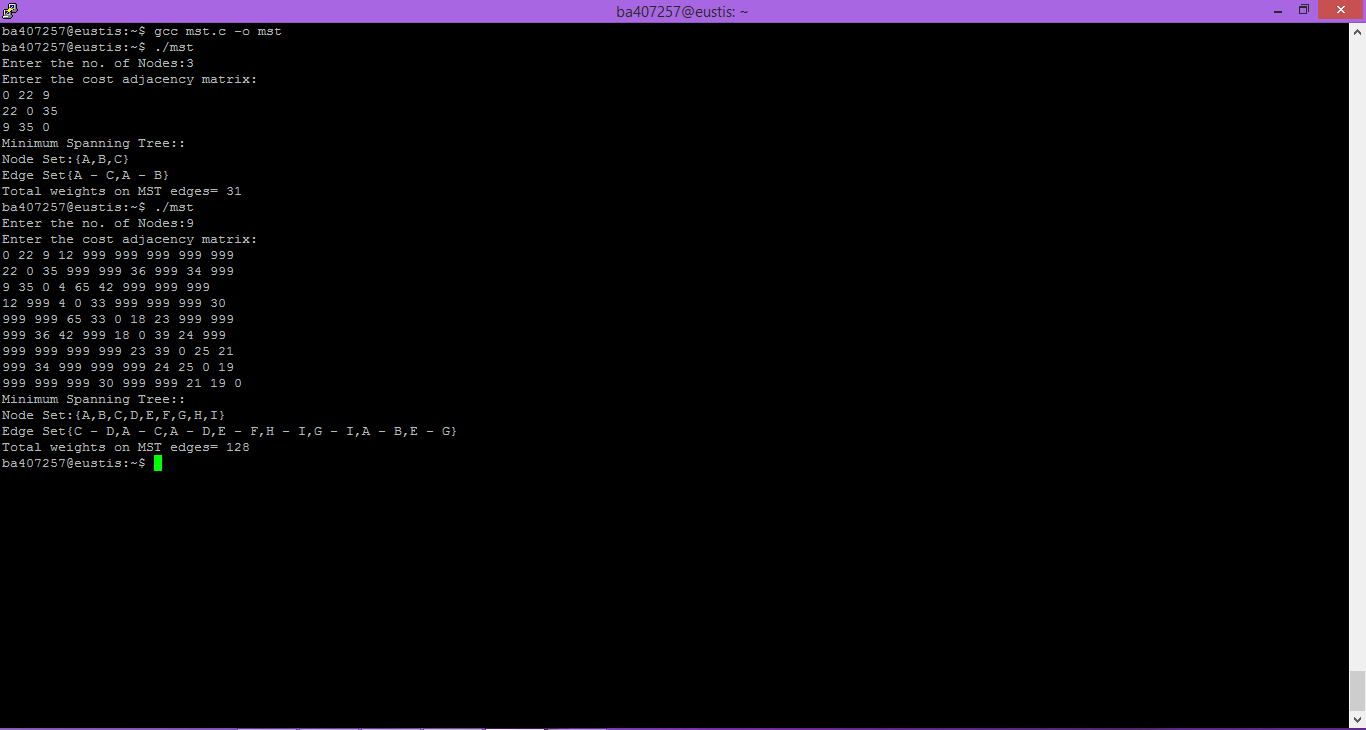 ba407257@eustis: ~
ba407257@eustis:~$ gcc mst.c -o mst
ba407257@eustis:~$ ./mst
Enter the no. of Nodes:3
Enter the cost adjacency matrix:
0 22 9
22 0 35
9 35 0
Minimum Spanning Tree::
Node Set:{A,B,C}
Edge Set{A - C,A - B}
Total weights on MST edges= 31
ba407257@eustis:~$ ./mst
Enter the no. of Nodes:9
Enter the cost adjacency matrix:
0 22 9 12 999 999 999 999 999
22 0 35 999 999 36 999 34 999
9 35 0 4 65 42 999 999 999
12 999 4 0 33 999 999 999 30
999 999 65 33 0 18 23 999 999
999 36 42 999 18 0 39 24 999
999 999 999 999 23 39 0 25 21
999 34 999 999 999 24 25 0 19
999 999 999 30 999 999 21 19 0
Minimum Spanning Tree::
Node Set:{A,B,C,D,E,F,G,H,I}
Edge Set{C - D,A - C,A - D,E - F,H - I,G - I,A - B,E - G}
Total weights on MST edges= 128
ba407257@eustis:~$